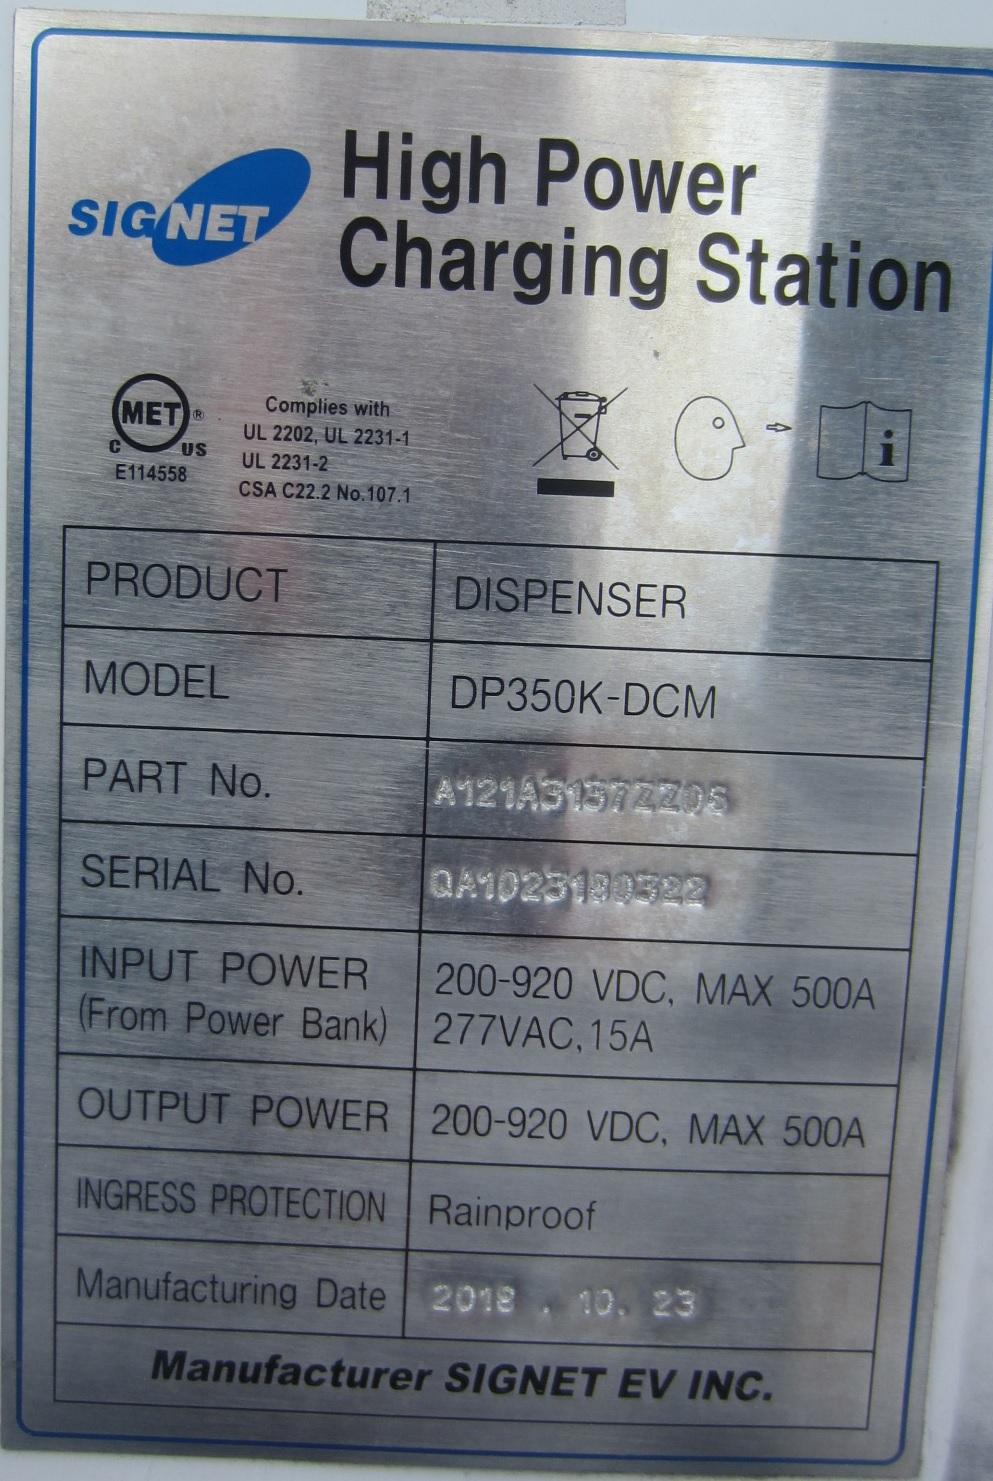 SIGNET
High Power
Charging Station
MET ®
C US
E114558
Complies with
UL 2202, UL 2231-1
UL 2231-2
CSA C22.2 No.107.1
i
PRODUCT DISPENSER
MODEL DP350K-DCM
PART No. A121A3137ZZ05
SERIAL No. QA1023180322
INPUT POWER 200-920 VDC, MAX 500A
(From Power Bank) 277VAC,15A
OUTPUT POWER 200-920 VDC, MAX 500A
INGRESS PROTECTION Rainproof
Manufacturing Date 2018 . 10. 23
Manufacturer SIGNET EV INC.